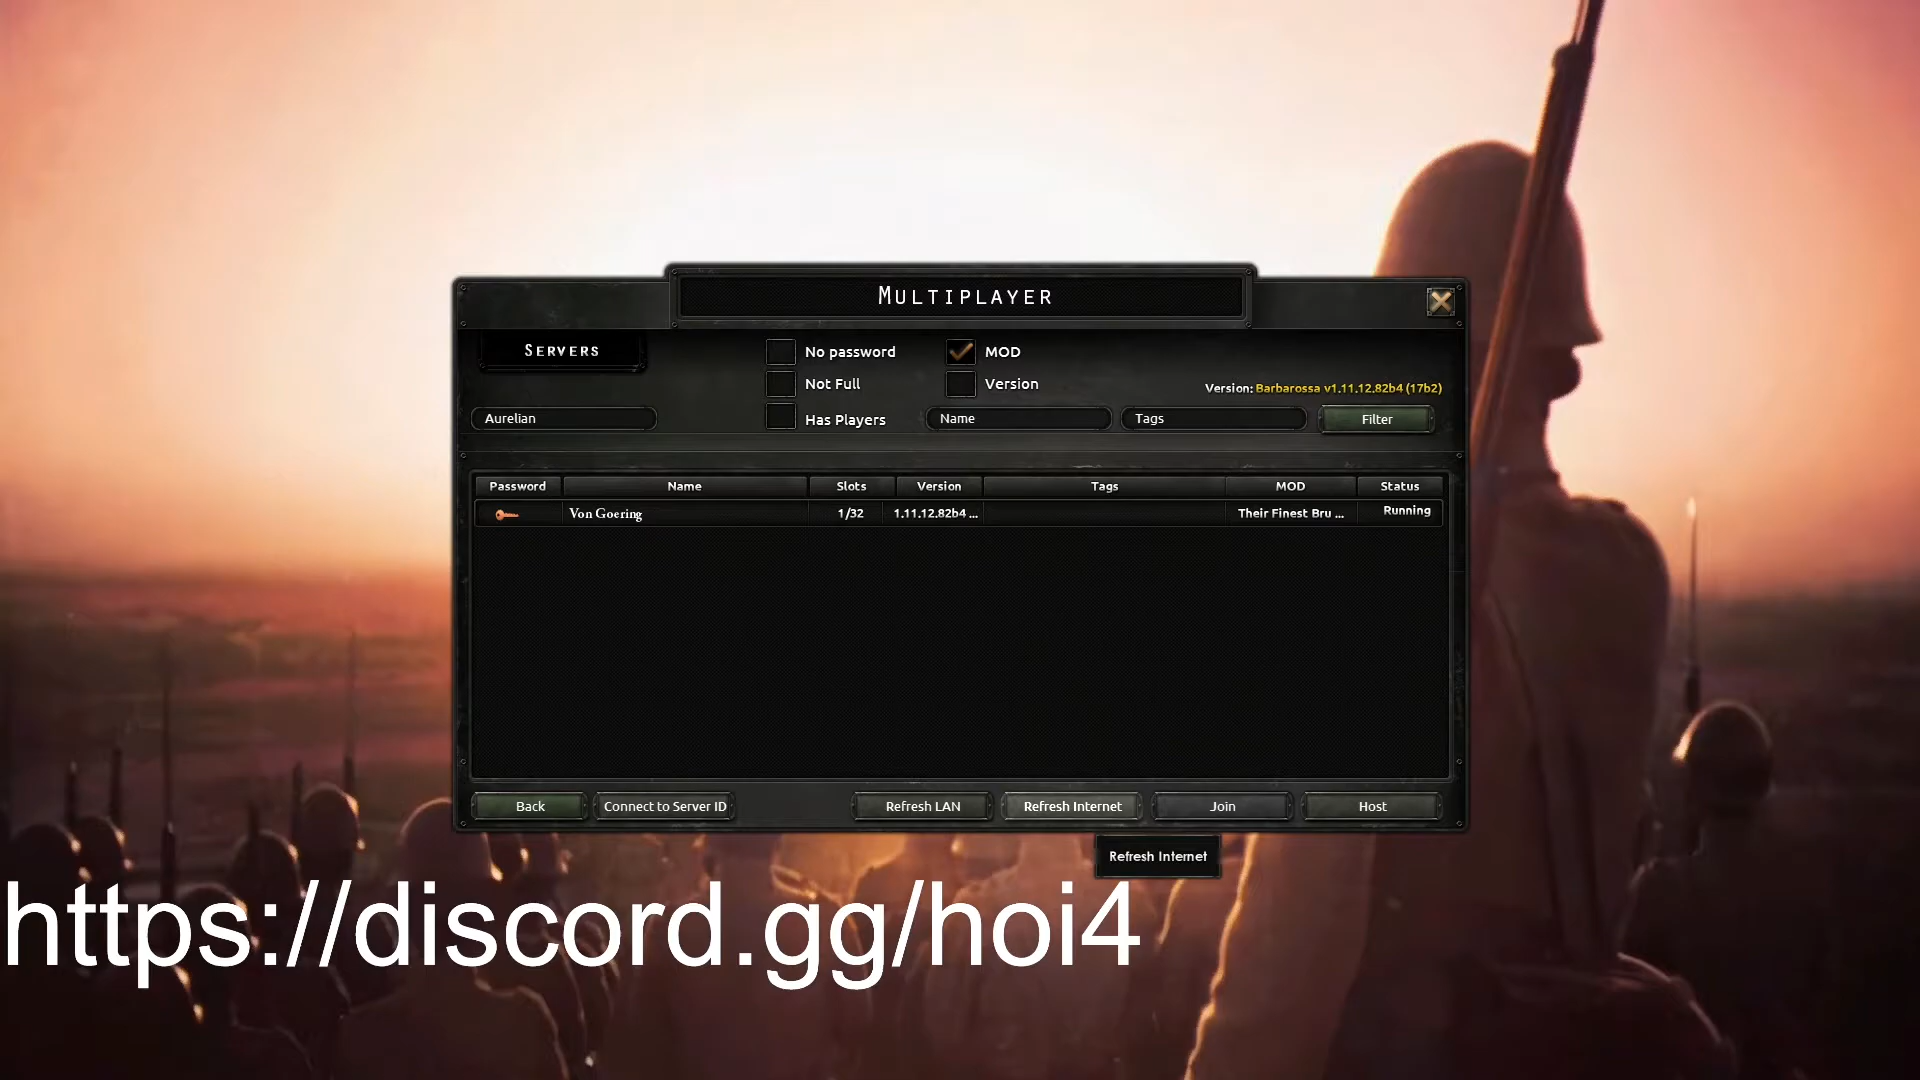 MULTIPLAYER
SERVERS
No password
MOD
Not Full
Version
Version: Barbarossa v1.11.12.82b4 (17b2)
Aurelian
Has Players
Name
Tags
Filter
Password Name Slots Version Tags MOD Status
Von Goering 1/32 1.11.12.82b4 ... Their Finest Bru ... Running
Back
Connect to Server ID
Refresh LAN
Refresh Internet
Join
Host
Refresh Internet
https://discord.gg/hoi4